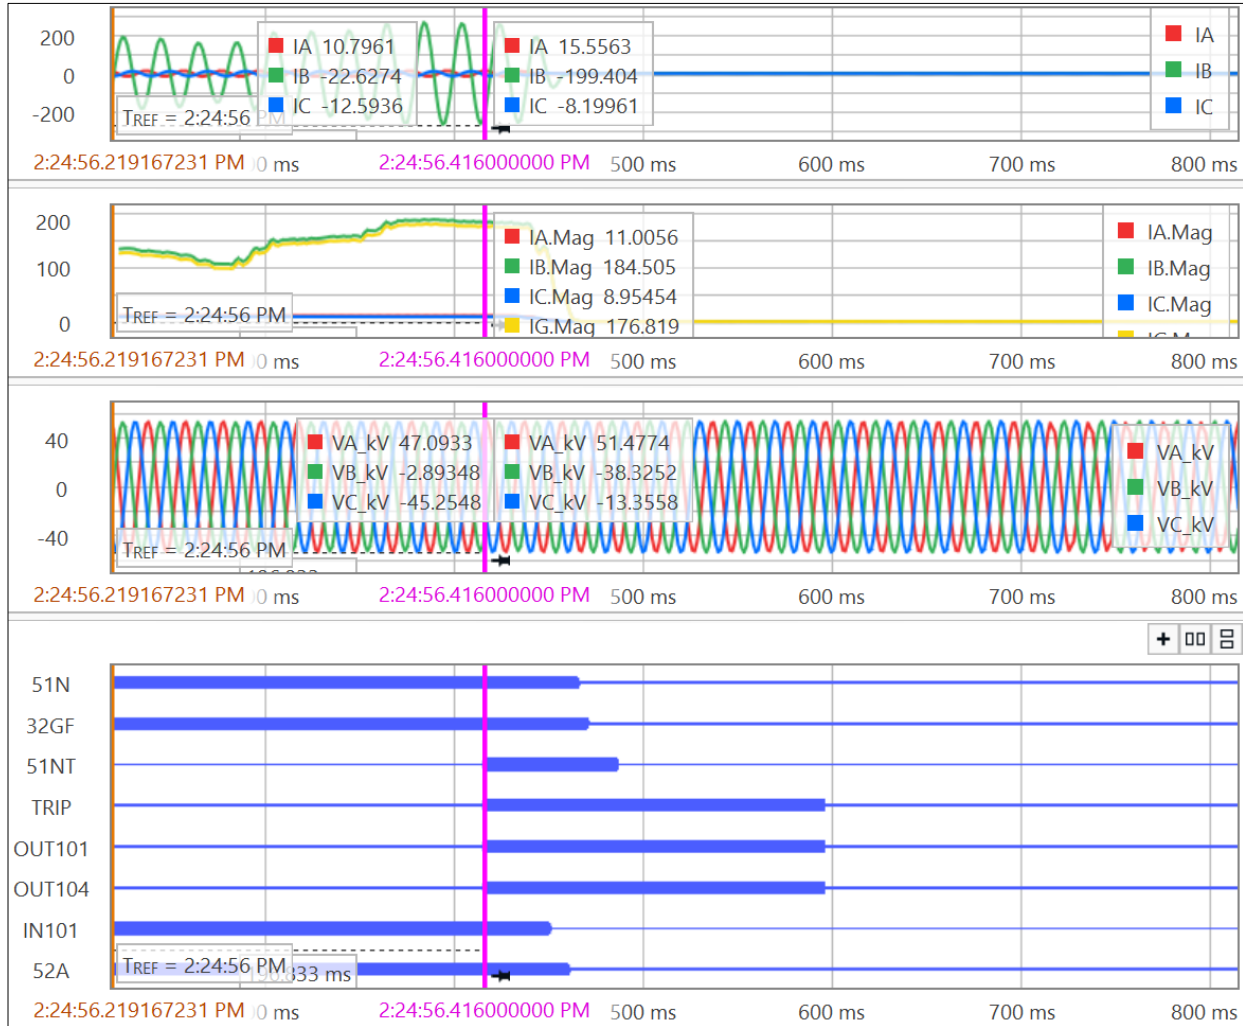 200
0
-200
IA 10.7961
IB -22.6274
IC -12.5936
IA 15.5563
IB -199.404
IC -8.19961
IA
IB
IC
TREF = 2:24:56 PM
2:24:56.219167231 PM
0 ms
2:24:56.416000000 PM
500 ms
600 ms
700 ms
800 ms
200
100
0
IA.Mag 11.0056
IB.Mag 184.505
IC.Mag 8.95454
IG.Mag 176.819
IA.Mag
IB.Mag
IC.Mag
TREF = 2:24:56 PM
2:24:56.219167231 PM
0 ms
2:24:56.416000000 PM
500 ms
600 ms
700 ms
800 ms
40
0
-40
VA_kV 47.0933
VB_kV -2.89348
VC_kV -45.2548
VA_kV 51.4774
VB_kV -38.3252
VC_kV -13.3558
VA_kV
VB_kV
VC_kV
TREF = 2:24:56 PM
2:24:56.219167231 PM
0 ms
2:24:56.416000000 PM
500 ms
600 ms
700 ms
800 ms
51N
32GF
51NT
TRIP
OUT101
OUT104
IN101
52A
TREF = 2:24:56 PM
196.833 ms
2:24:56.219167231 PM
0 ms
2:24:56.416000000 PM
500 ms
600 ms
700 ms
800 ms